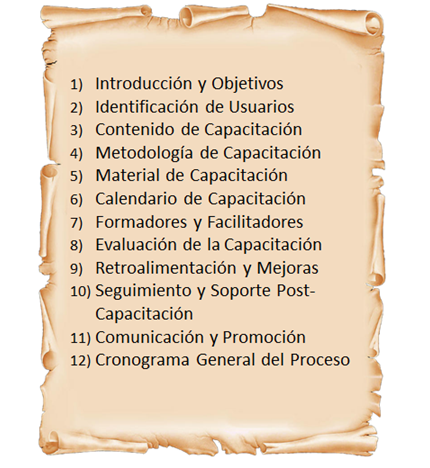 1) Introducción y Objetivos
2) Identificación de Usuarios
3) Contenido de Capacitación
4) Metodología de Capacitación
5) Material de Capacitación
6) Calendario de Capacitación
7) Formadores y Facilitadores
8) Evaluación de la Capacitación
9) Retroalimentación y Mejoras
10) Seguimiento y Soporte Post-
Capacitación
11) Comunicación y Promoción
12) Cronograma General del Proceso